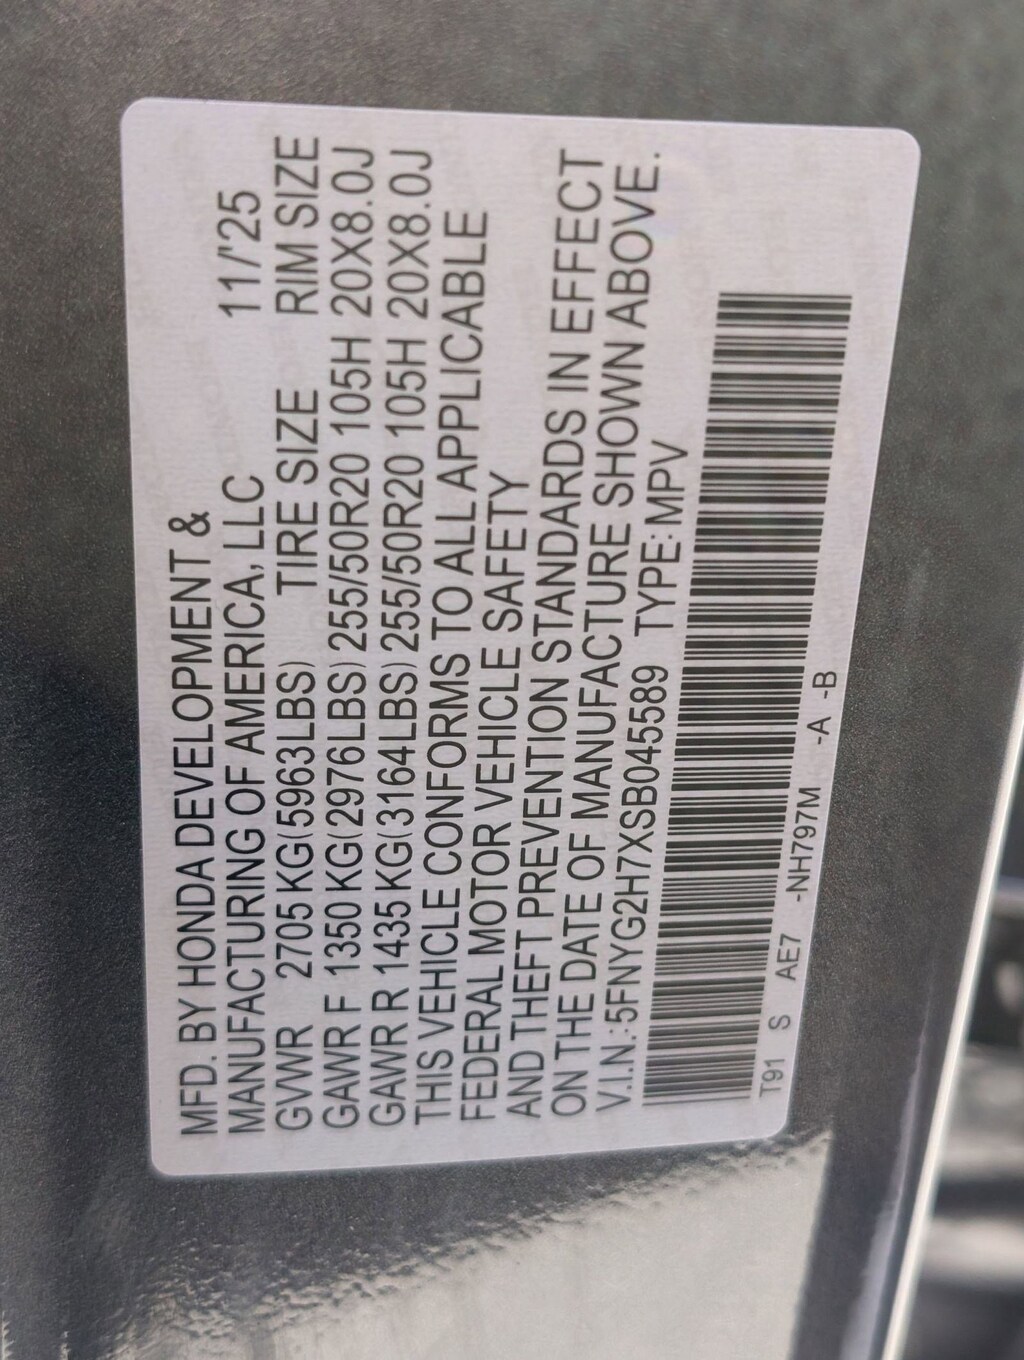 MFD. BY HONDA DEVELOPMENT &
MANUFACTURING OF AMERICA, LLC 11/'25
GVWR 2705 KG(5963LBS) TIRE SIZE RIM SIZE
GAWR F 1350 KG(2976LBS) 255/50R20 105H 20X8.0J
GAWR R 1435 KG(3164LBS) 255/50R20 105H 20X8.0J
THIS VEHICLE CONFORMS TO ALL APPLICABLE
FEDERAL MOTOR VEHICLE SAFETY
AND THEFT PREVENTION STANDARDS IN EFFECT
ON THE DATE OF MANUFACTURE SHOWN ABOVE.
V.I.N.:5FNYG2H7XSB045589 TYPE:MPV
T91 S AE7 -NH797M -A -B